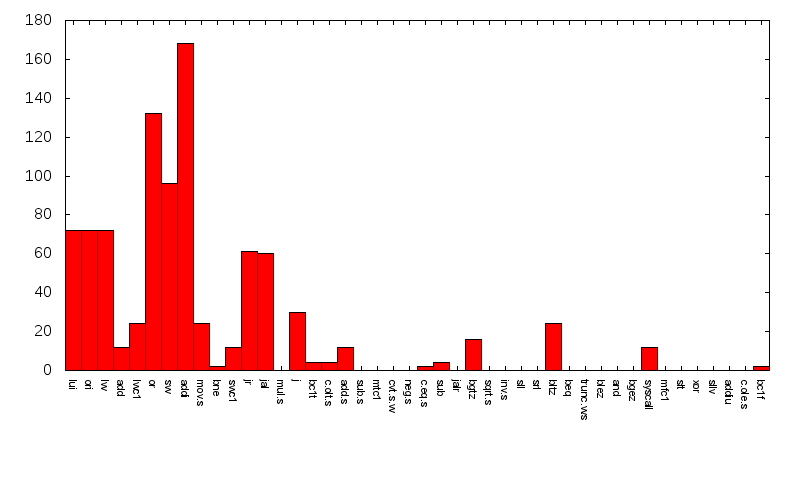 180
160
140
120
100
80
60
40
20
0
lui
ori
lw
add
lwc1
or
sw
addi
mov.s
bne
swc1
jr
jal
mul.s
j
bc1t
c.olt.s
add.s
sub.s
mtc1
cvt.s.w
neg.s
c.eq.s
sub
jalr
bgtz
sqrt.s
inv.s
sll
srl
bltz
beq
trunc.w.s
blez
and
bgez
syscall
mfc1
slt
xor
sllv
addiu
c.ole.s
bc1f